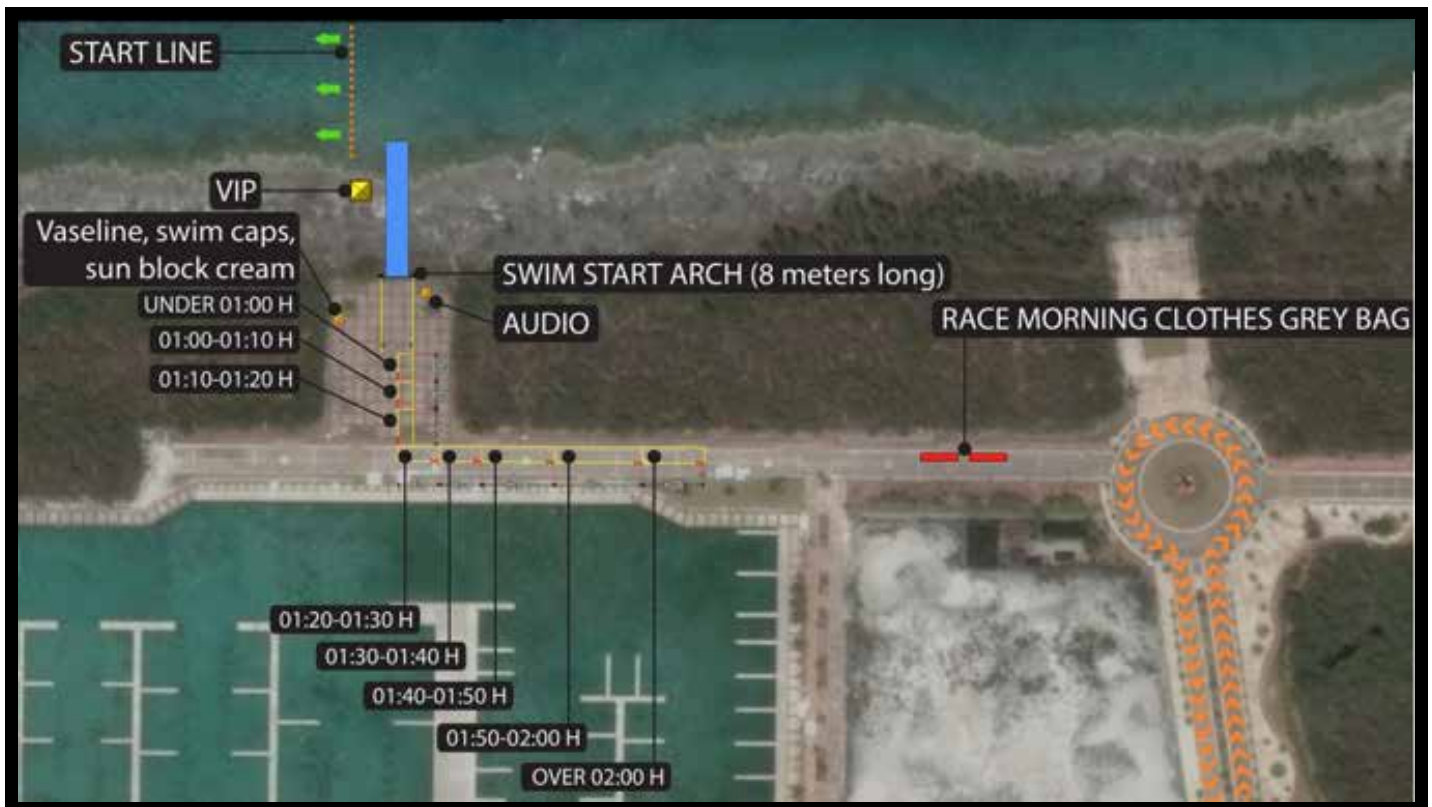 START LINE
VIP
Vaseline, swim caps,
sun block cream
SWIM START ARCH (8 meters long)
UNDER 01:00 H
AUDIO
RACE MORNING CLOTHES GREY BAG
01:00-01:10 H
01:10-01:20 H
01:20-01:30 H
01:30-01:40 H
01:40-01:50 H
01:50-02:00 H
OVER 02:00 H